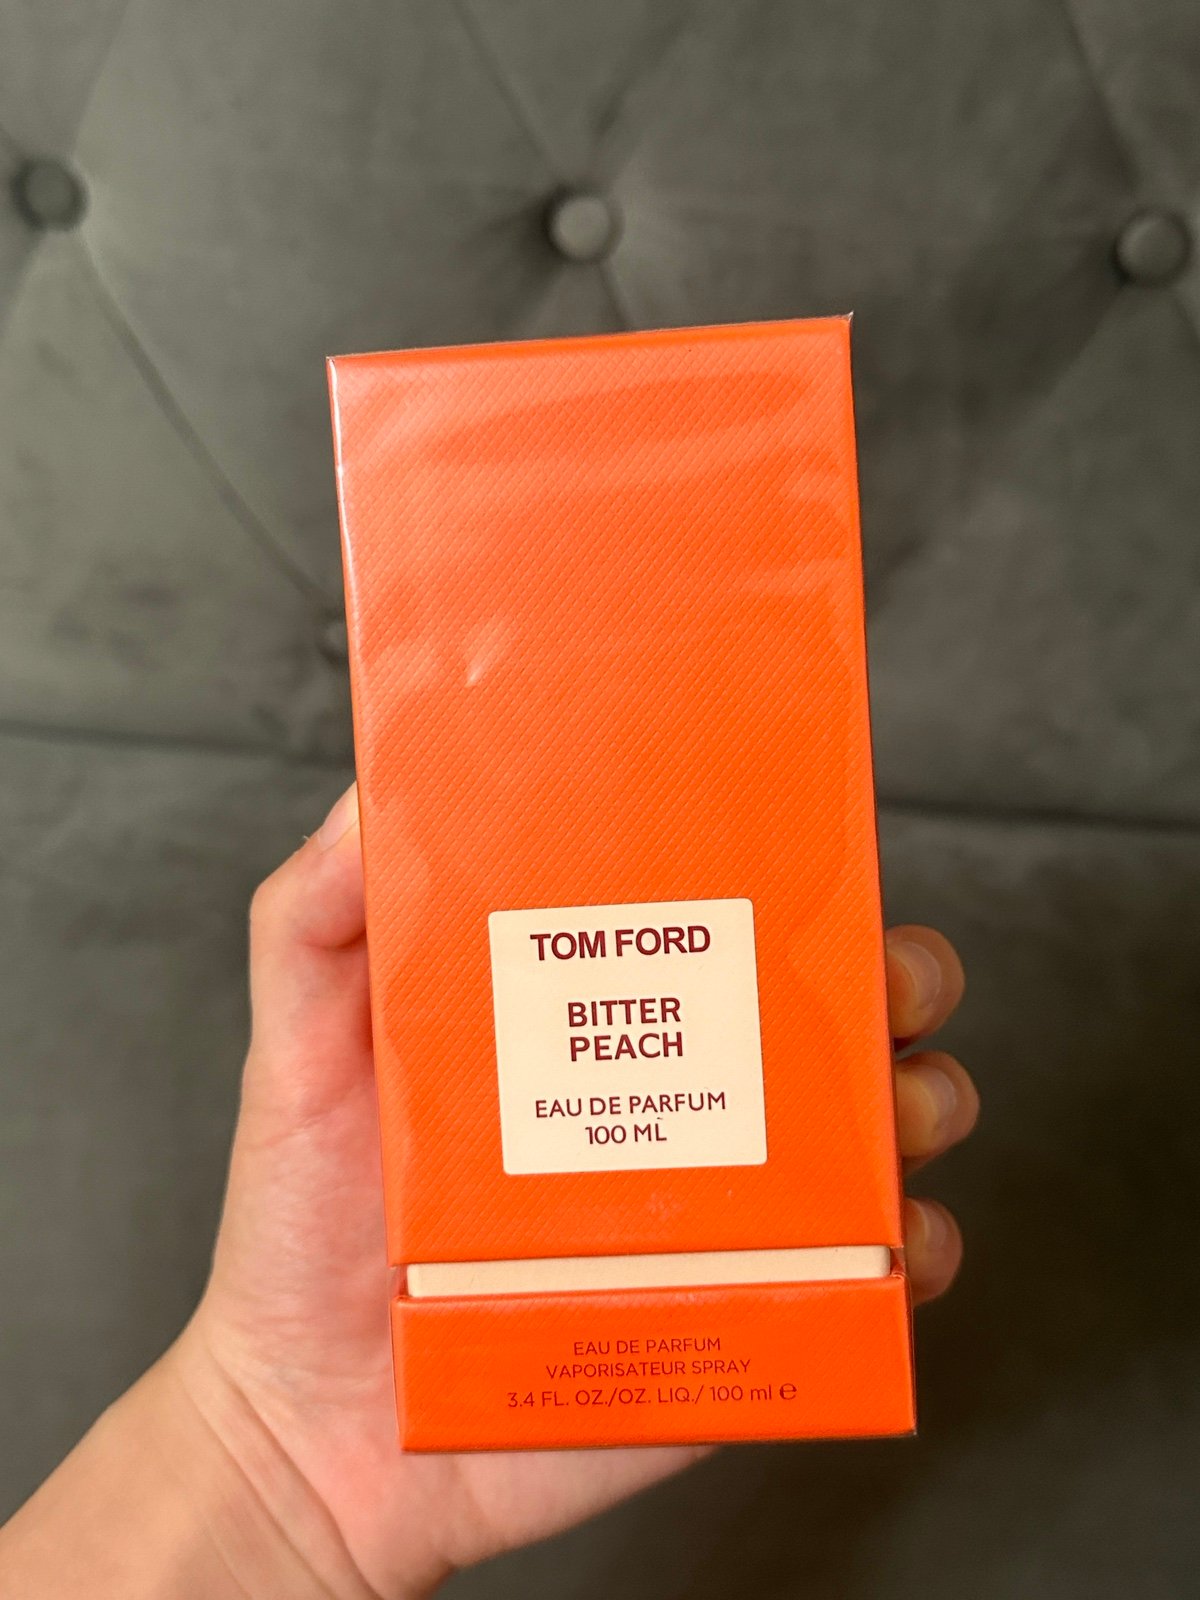 TOM FORD
BITTER
PEACH
EAU DE PARFUM
100 ML
EAU DE PARFUM
VAPORISATEUR SPRAY
3.4 FL. OZ./OZ. LIQ./ 100 ml ℮